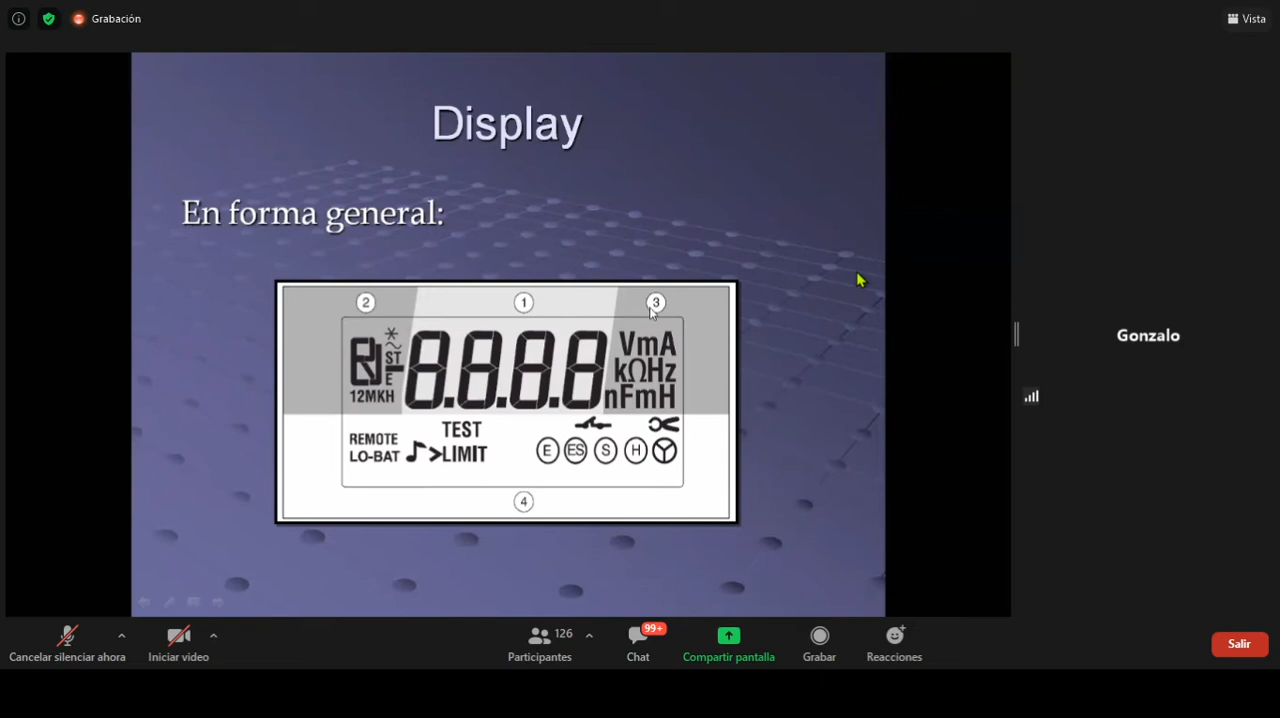 Grabación
Vista
Display
En forma general:
2
1
3
8.8.8.8
ST
E
12MKH
VmA
kΩHz
nFmH
TEST
REMOTE
LO-BAT
>LIMIT
E
ES
S
H
4
Gonzalo
Cancelar silenciar ahora
Iniciar video
126
Participantes
99+
Chat
Compartir pantalla
Grabar
Reacciones
Salir